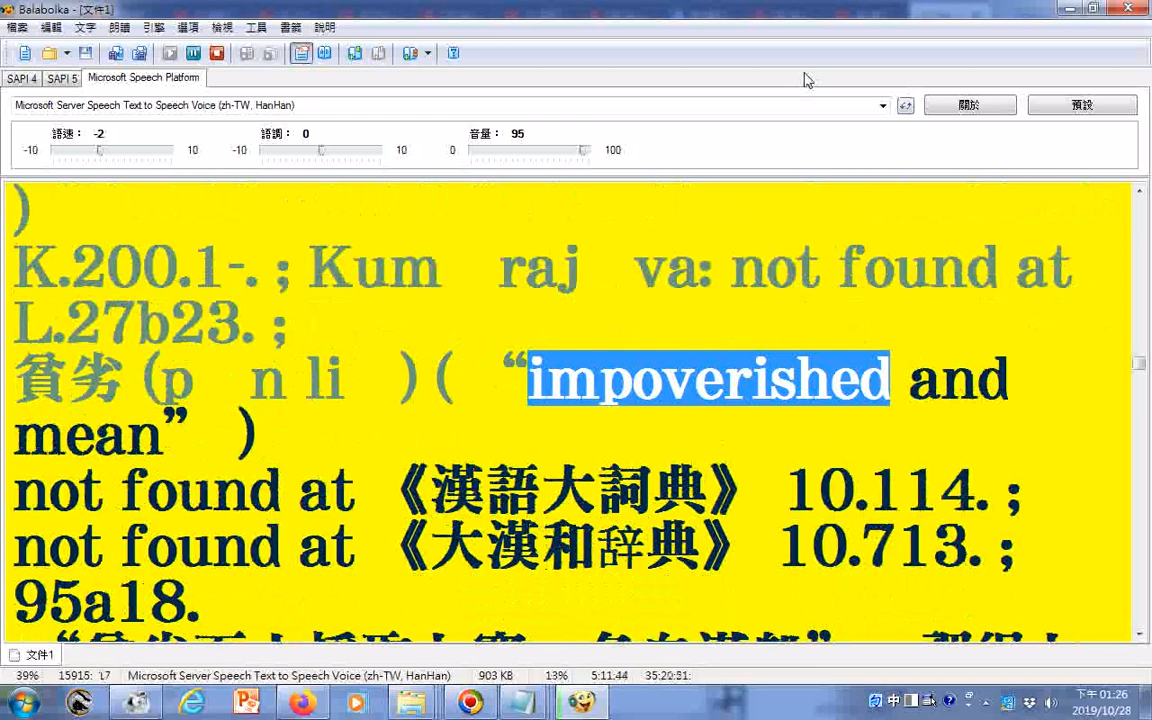 Balabolka - [文件1]
檔案 編輯 文字 朗讀 引擎 選項 檢視 工具 書籤 說明
SAPI 4 SAPI 5 Microsoft Speech Platform
Microsoft Server Speech Text to Speech Voice (zh-TW, HanHan) 關於 預設
語速： -2 語調： 0 音量： 95
-10 10 -10 10 0 100
)
K.200.1-. ; Kum raj va: not found at
L.27b23. ;
貧劣 (p n li )( “impoverished and
mean” )
not found at 《漢語大詞典》 10.114. ;
not found at 《大漢和辞典》 10.713. ;
95a18.
文件1
39% 15915: 17 Microsoft Server Speech Text to Speech Voice (zh-TW, HanHan) 903 KB 13% 5:11:44 35:20:51:
中 下午 01:26
2019/10/28